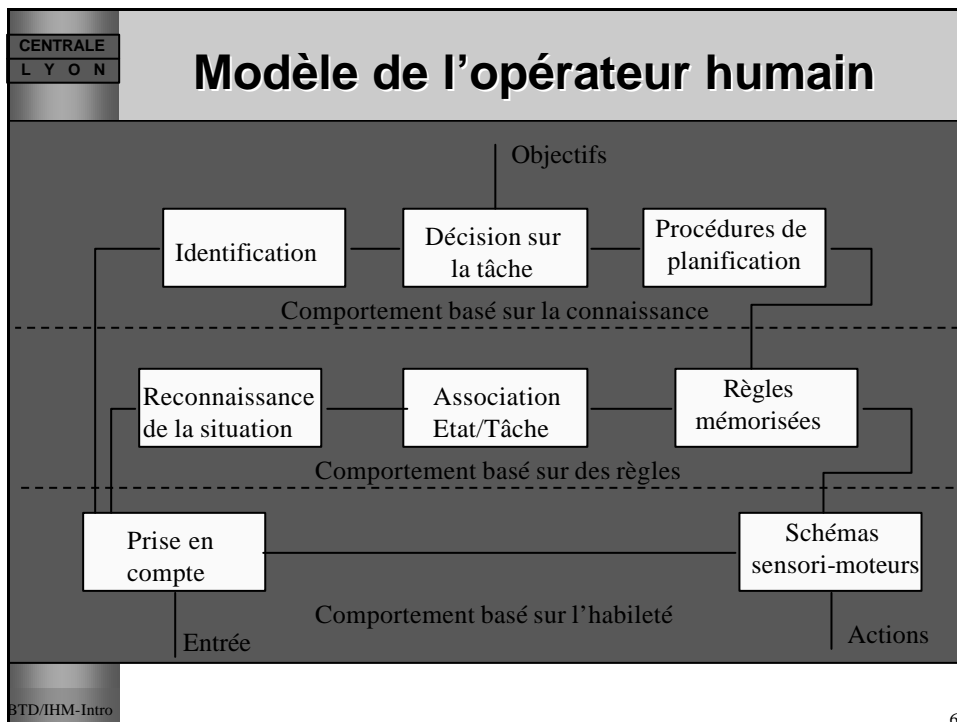 CENTRALE
L Y O N
Modèle de l’opérateur humain
Objectifs
Identification
Décision sur
la tâche
Procédures de
planification
Comportement basé sur la connaissance
Reconnaissance
de la situation
Association
Etat/Tâche
Règles
mémorisées
Comportement basé sur des règles
Prise en
compte
Schémas
sensori-moteurs
Comportement basé sur l’habileté
Entrée
Actions
BTD/IHM-Intro
6